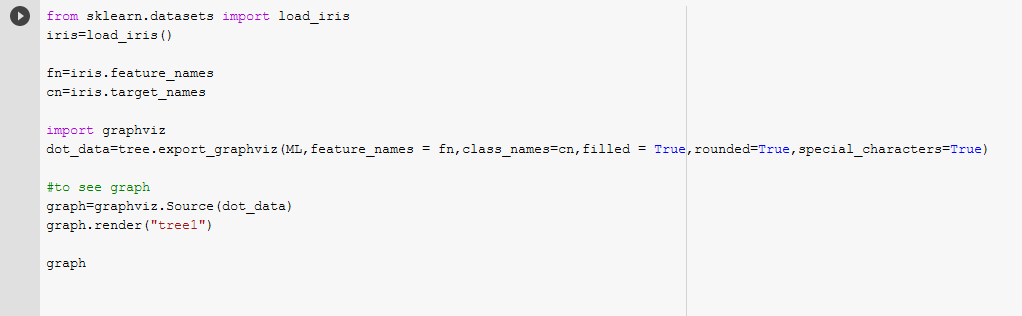 from sklearn.datasets import load_iris
iris=load_iris()
fn=iris.feature_names
cn=iris.target_names
import graphviz
dot_data=tree.export_graphviz(ML,feature_names = fn,class_names=cn,filled = True,rounded=True,special_characters=True)
#to see graph
graph=graphviz.Source(dot_data)
graph.render("tree1")
graph